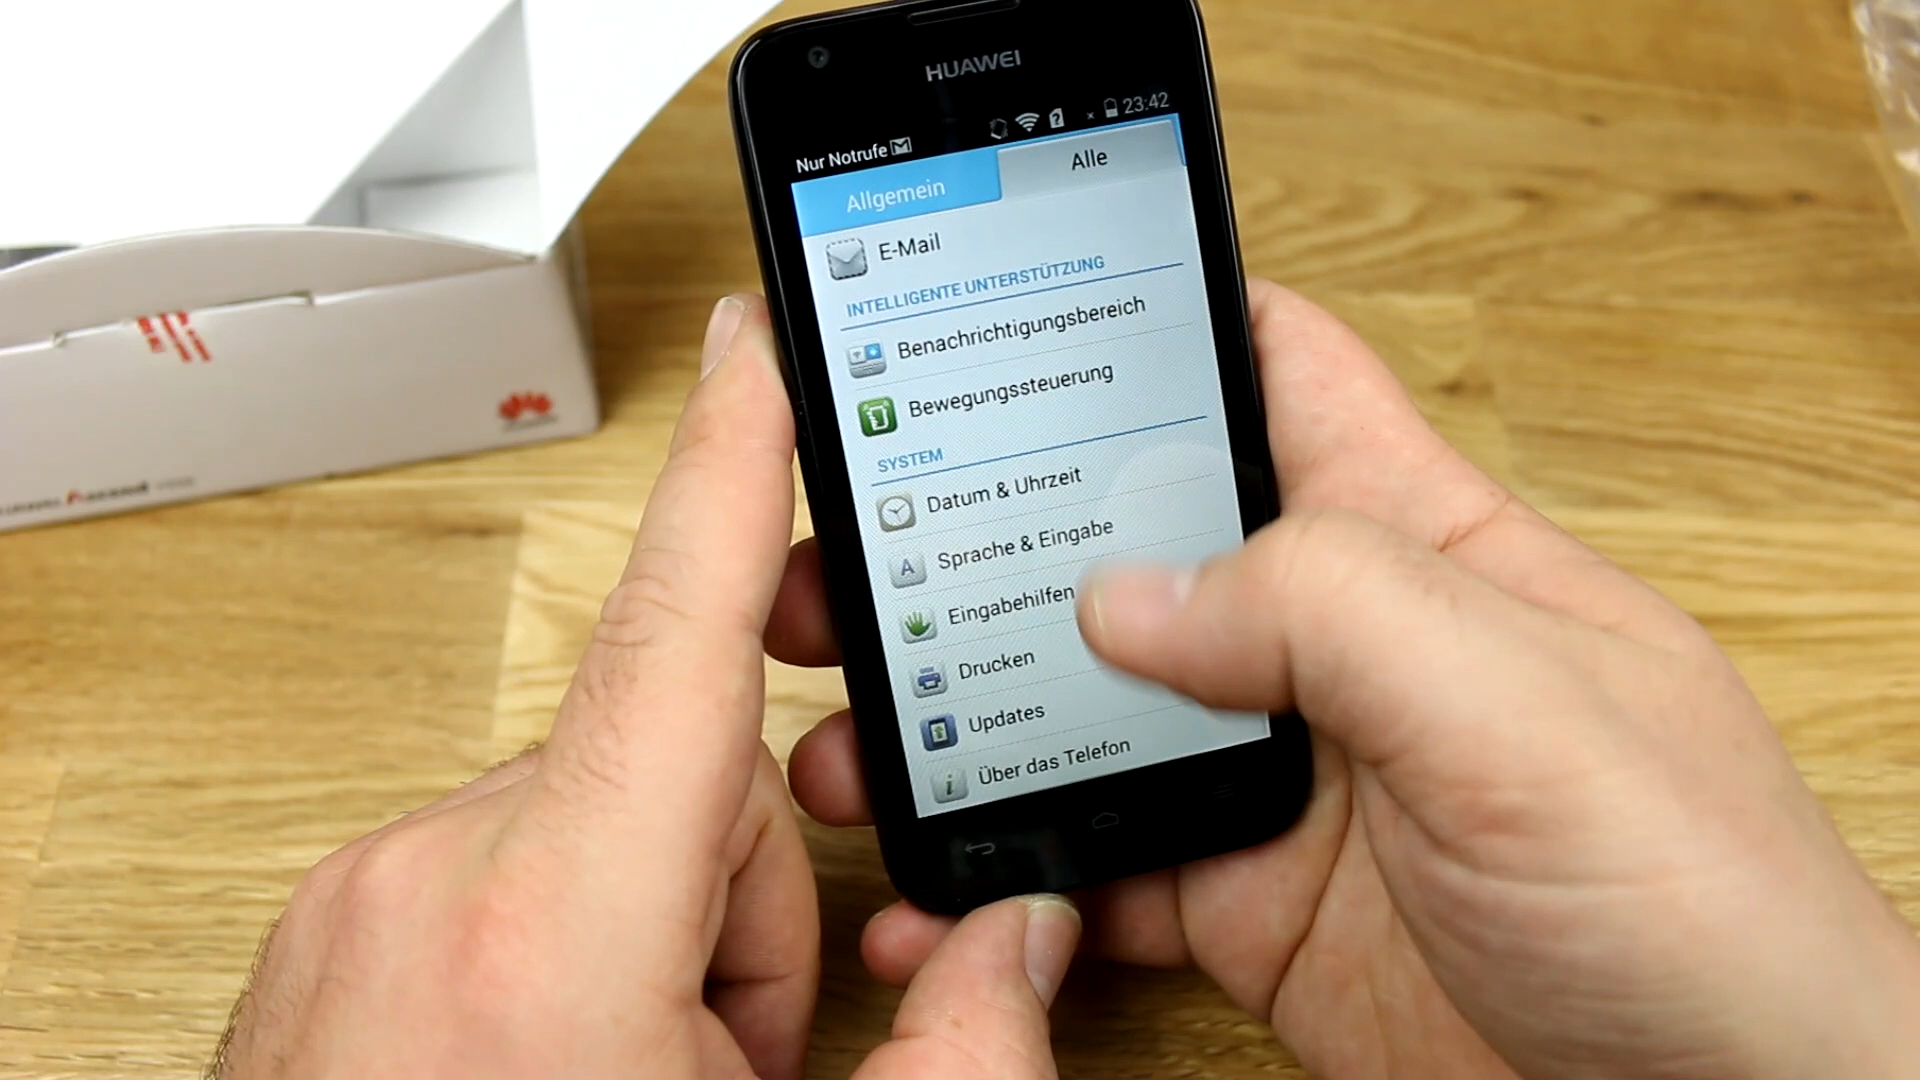 HUAWEI
Nur Notrufe 23:42
Allgemein Alle
E-Mail
INTELLIGENTE UNTERSTÜTZUNG
Benachrichtigungsbereich
Bewegungssteuerung
SYSTEM
Datum & Uhrzeit
Sprache & Eingabe
Eingabehilfen
Drucken
Updates
Über das Telefon